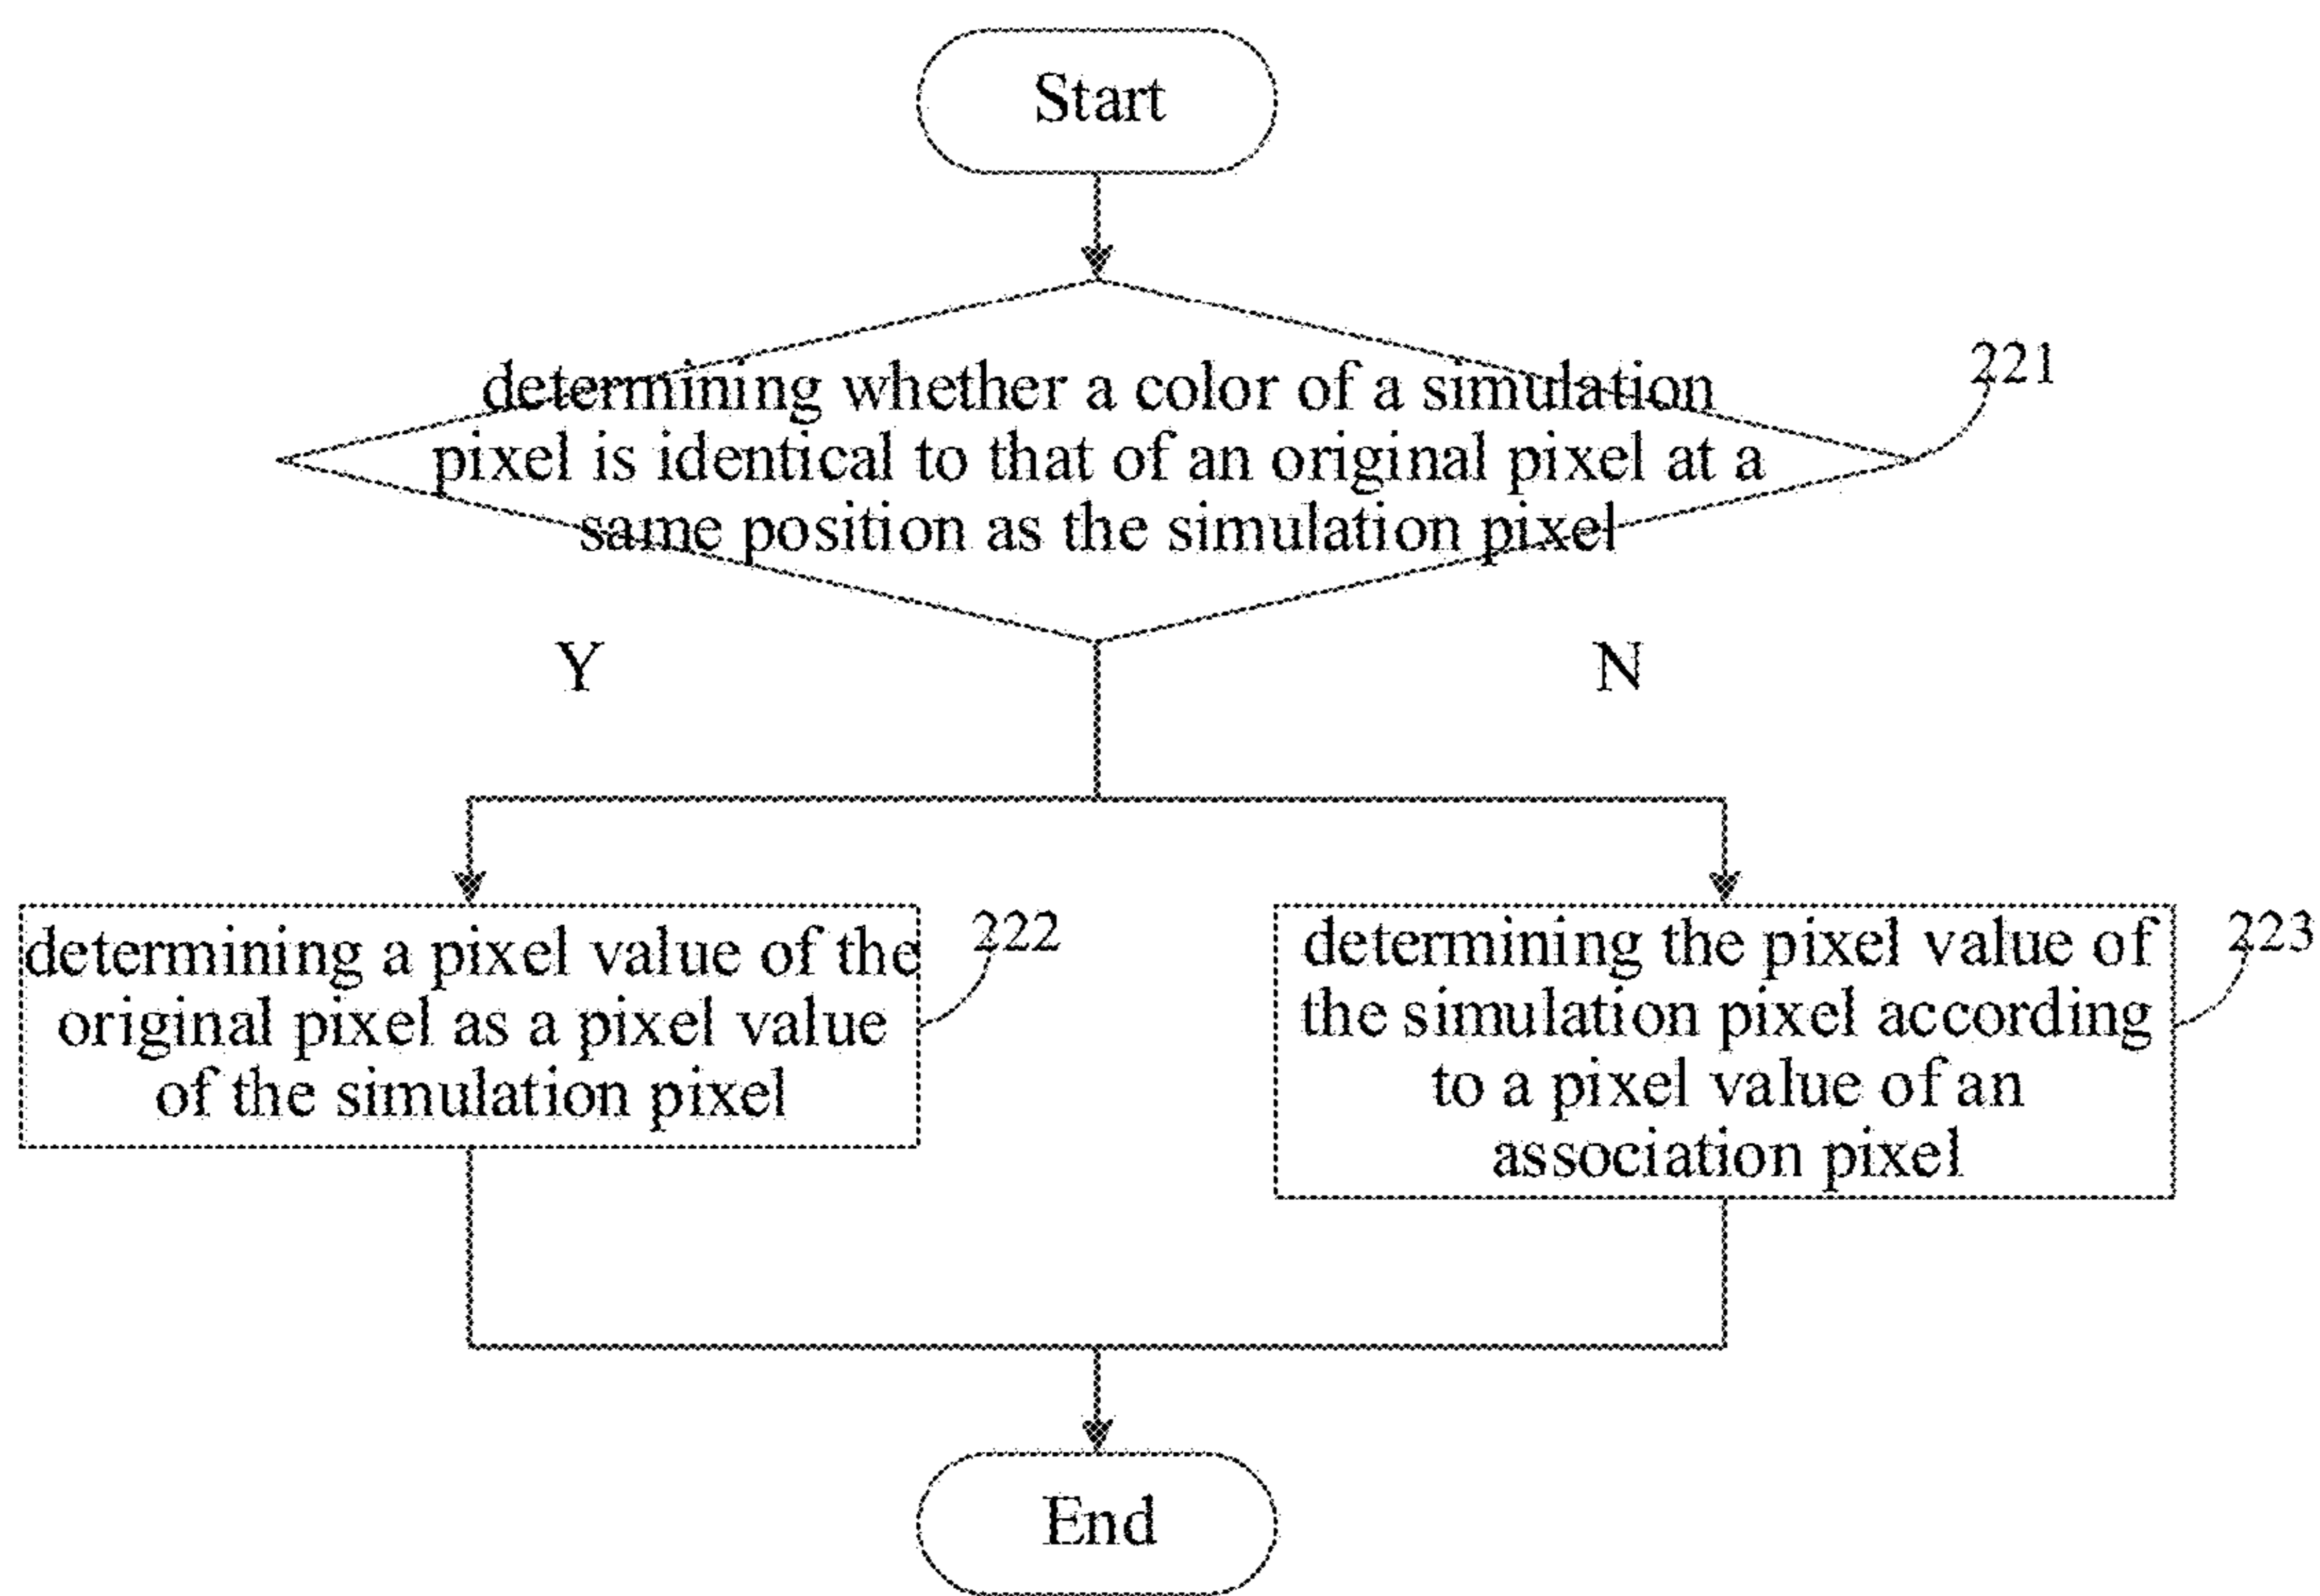 Start
determining whether a color of a simulation
pixel is identical to that of an original pixel at a
same position as the simulation pixel
221
Y
N
determining a pixel value of the
original pixel as a pixel value
of the simulation pixel
222
determining the pixel value of
the simulation pixel according
to a pixel value of an
association pixel
223
End